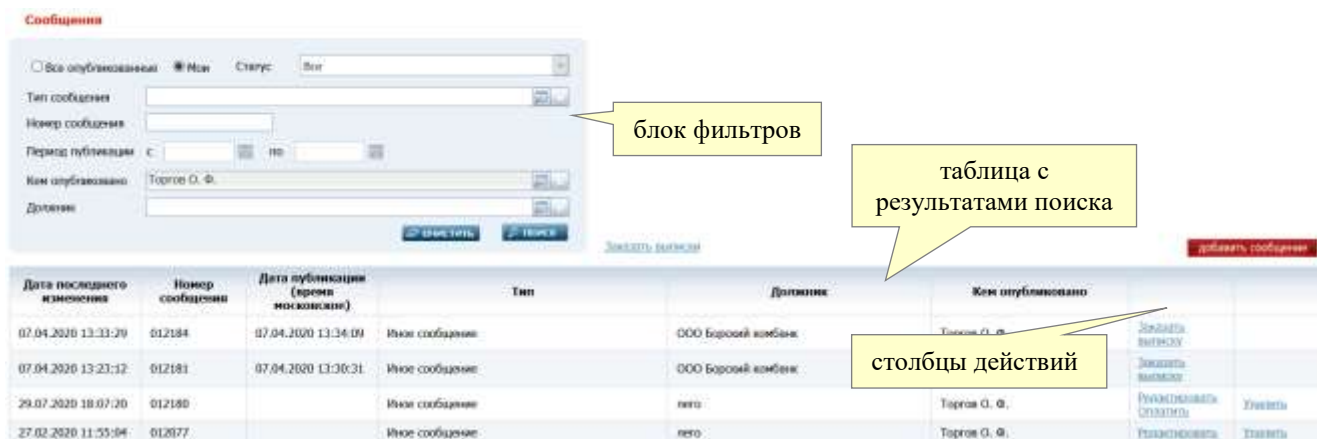 Сообщения
Все опубликованные Мои Статус Все
Тип сообщения
Номер сообщения
Период публикации с по
Кем опубликовано Торгов О. Ф.
Должник
очистить поиск
блок фильтров
таблица с
результатами поиска
Заказать выписки
добавить сообщение
Дата последнего
изменения
Номер
сообщения
Дата публикации
(время
московское)
Тип
Должник
Кем опубликовано
07.04.2020 13:33:29 012184 07.04.2020 13:34:09 Иное сообщение ООО Борский комбинк Торгов О. Ф. Заказать
выписку
07.04.2020 13:23:12 012181 07.04.2020 13:30:31 Иное сообщение ООО Борский комбинк Заказать
выписку
столбцы действий
29.07.2020 18:07:20 012180 Иное сообщение Торгов О. Ф. Редактировать Удалить
Оплатить
27.02.2020 11:55:04 012077 Иное сообщение Торгов О. Ф. Редактировать Удалить